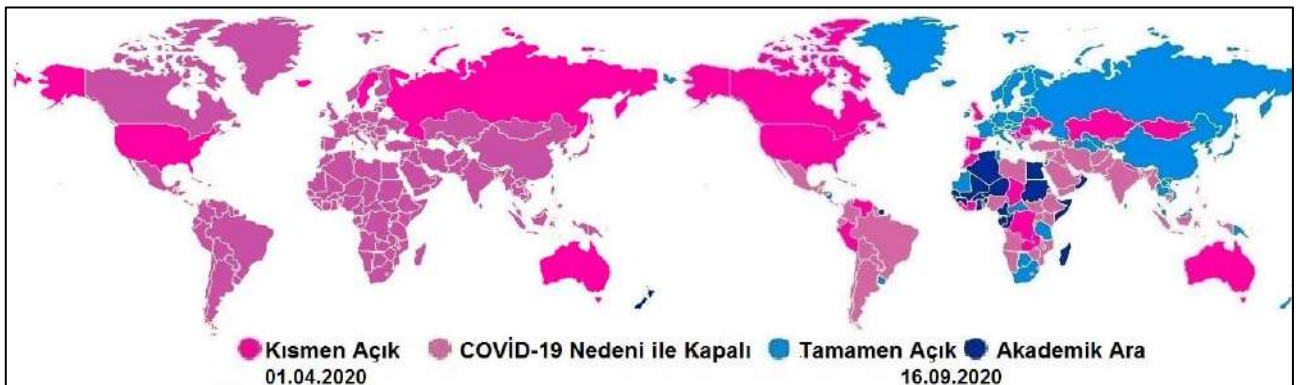 Kısmen Açık COVİD-19 Nedeni ile Kapalı Tamamen Açık Akademik Ara
01.04.2020 16.09.2020